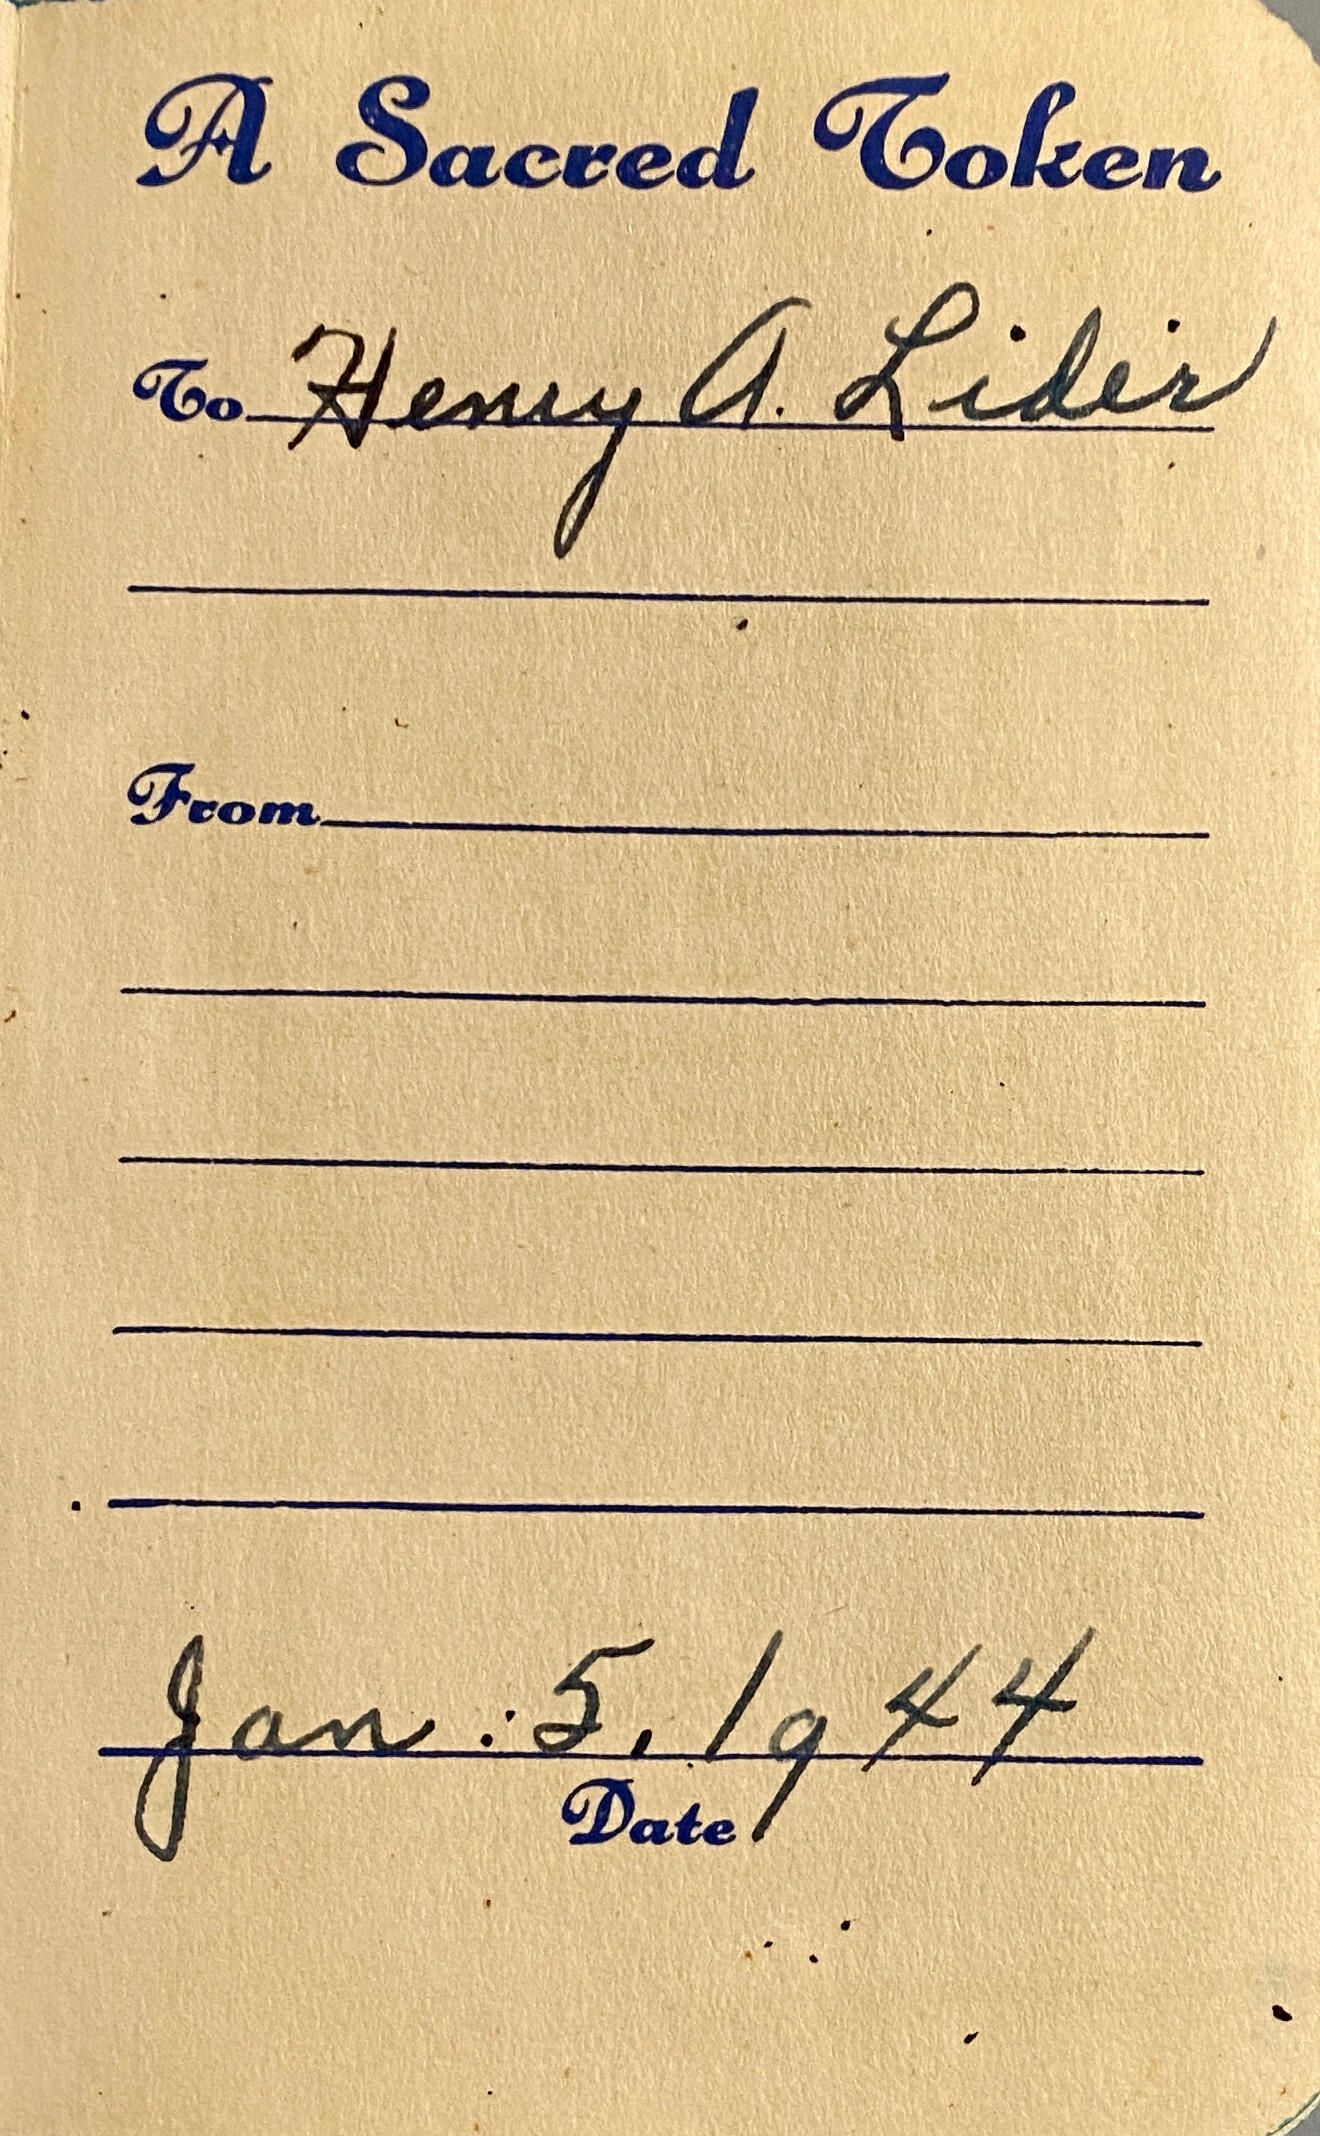 A Sacred Token
To Henry A. Lider
From
Jan: 5, 1944
Date